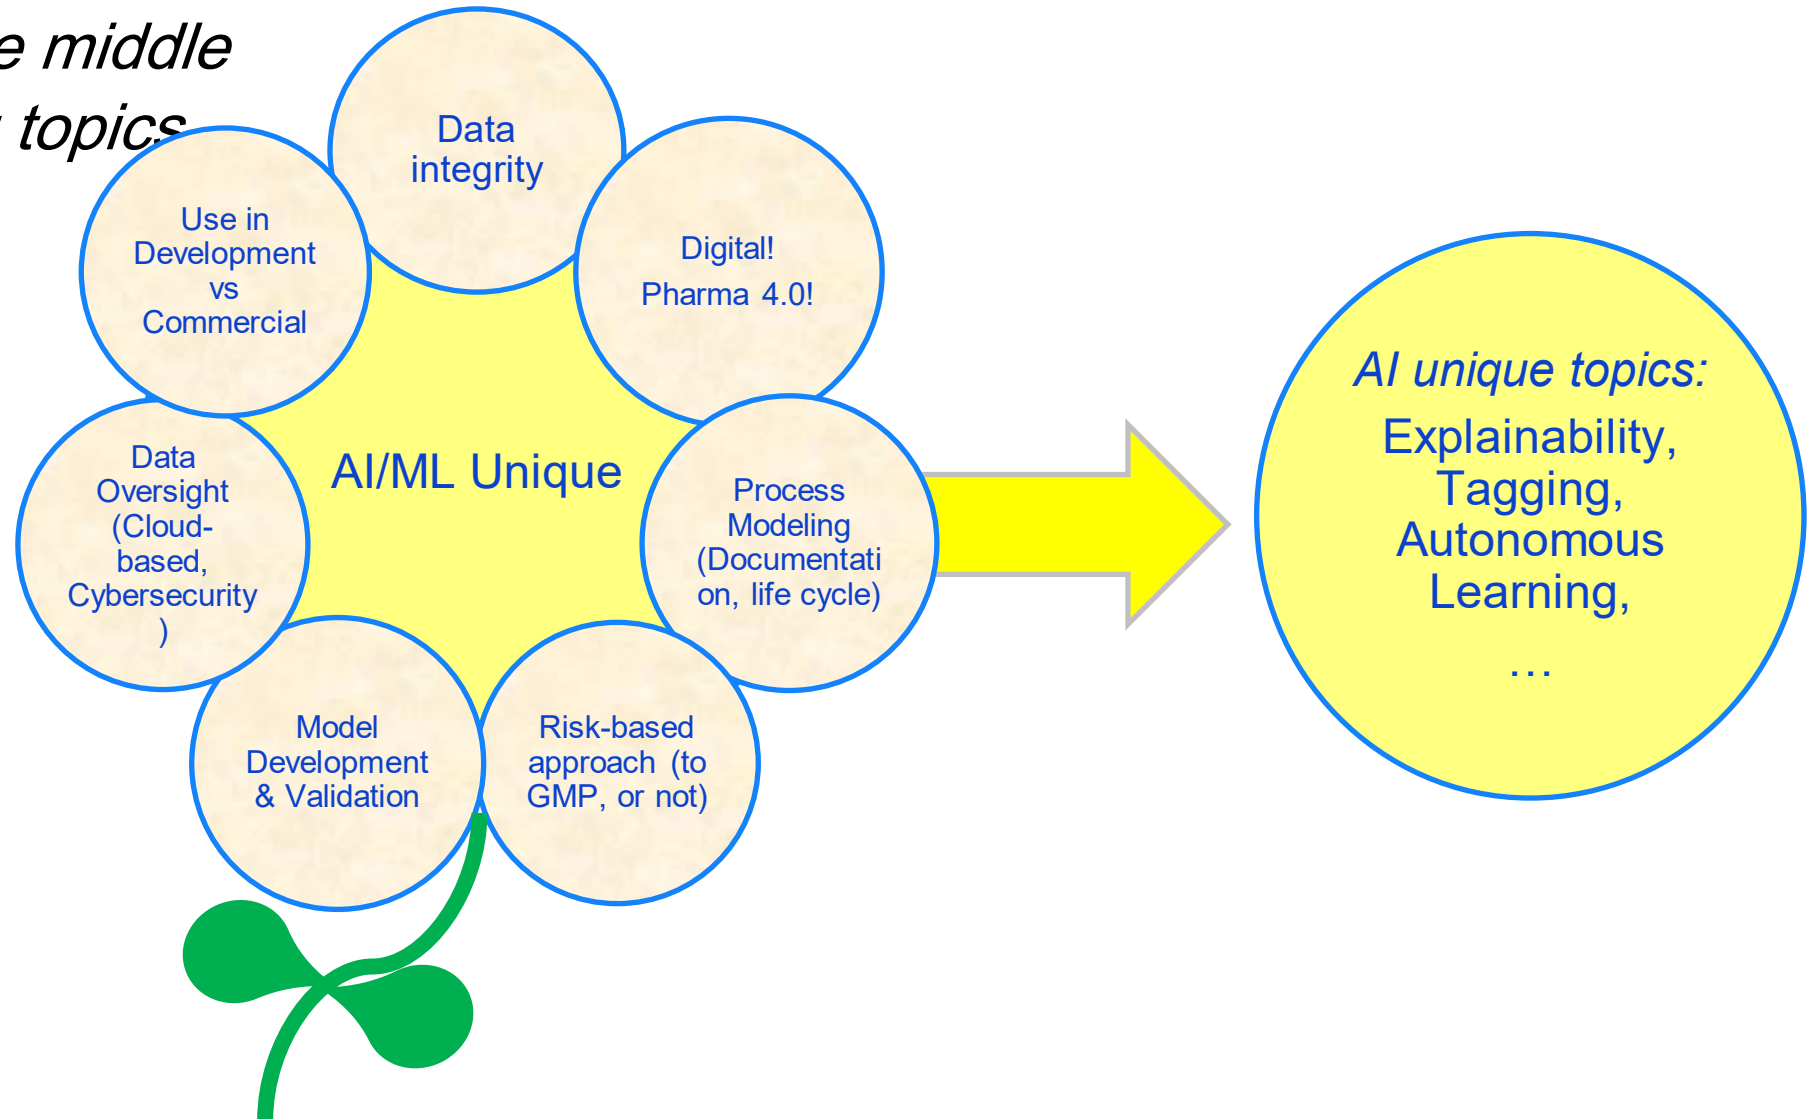 e middle
topics
Data
integrity
Digital!
Pharma 4.0!
Use in
Development
vs
Commercial
AI/ML Unique
Data
Oversight
(Cloud-
based,
Cybersecurity
)
Process
Modeling
(Documentati
on, life cycle)
Model
Development
& Validation
Risk-based
approach (to
GMP, or not)
AI unique topics:
Explainability,
Tagging,
Autonomous
Learning,
…